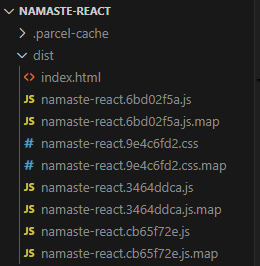 NAMASTE-REACT
.parcel-cache
dist
<> index.html
JS namaste-react.6bd02f5a.js
JS namaste-react.6bd02f5a.js.map
# namaste-react.9e4c6fd2.css
# namaste-react.9e4c6fd2.css.map
JS namaste-react.3464ddca.js
JS namaste-react.3464ddca.js.map
JS namaste-react.cb65f72e.js
JS namaste-react.cb65f72e.js.map